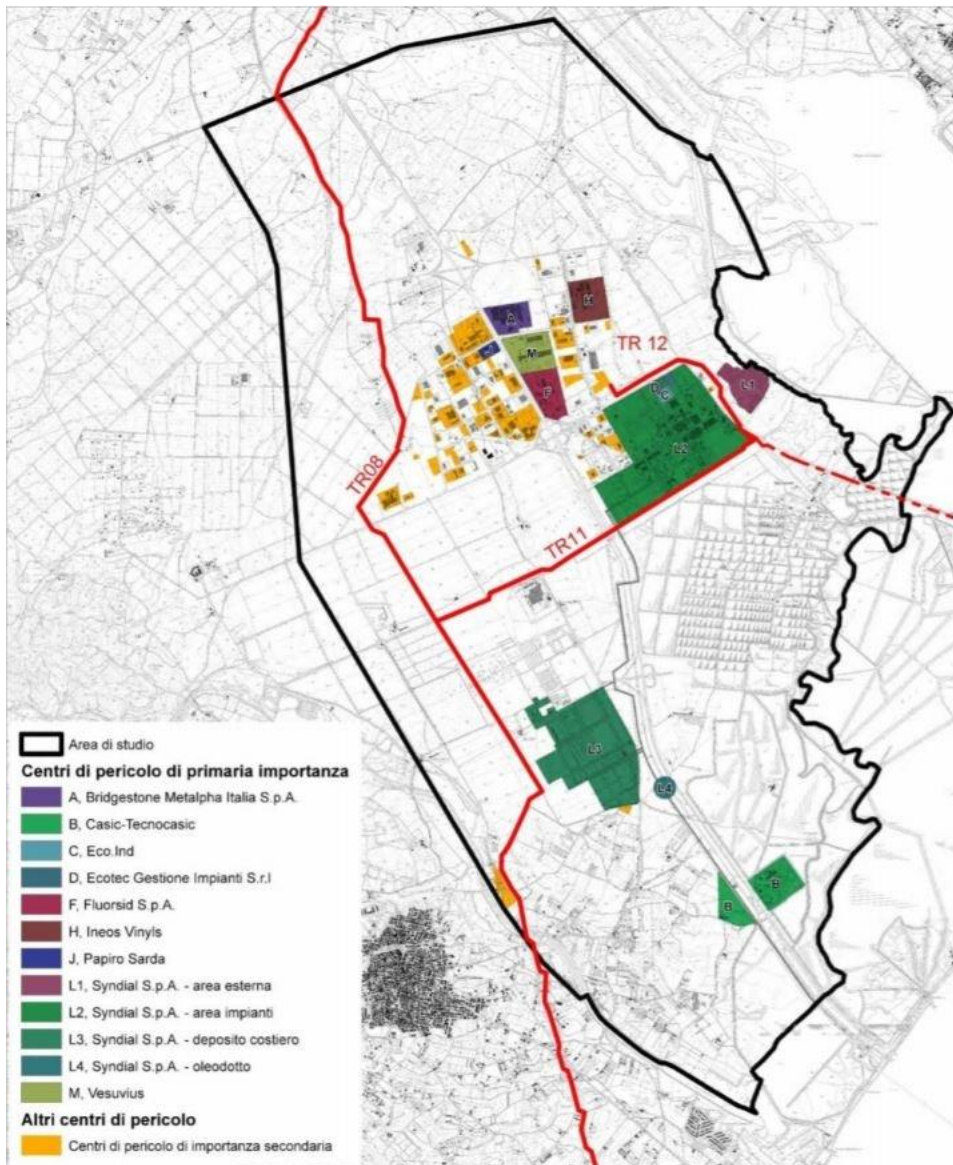 H
A
M
F
TR 12
L1
D
C
L2
TR08
TR11
L3
L4
B
B
Area di studio
Centri di pericolo di primaria importanza
A, Bridgestone Metalpha Italia S.p.A.
B, Casic-Tecnocasic
C, Eco.Ind
D, Ecotec Gestione Impianti S.r.l
F, Fluorsid S.p.A.
H, Ineos Vinyls
J, Papiro Sarda
L1, Syndial S.p.A. - area esterna
L2, Syndial S.p.A. - area impianti
L3, Syndial S.p.A. - deposito costiero
L4, Syndial S.p.A. - oleodotto
M, Vesuvius
Altri centri di pericolo
Centri di pericolo di importanza secondaria